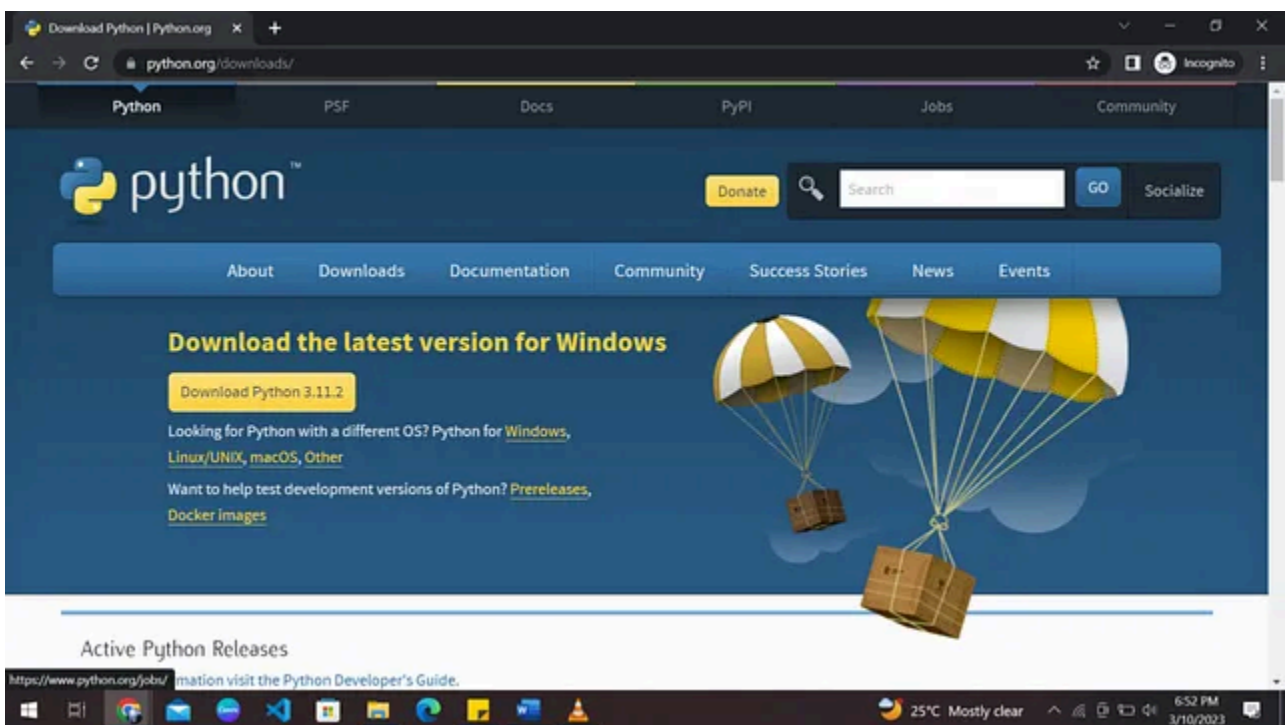 Download Python | Python.org
python.org/downloads/
Incognito
Python PSF Docs PyPI Jobs Community
python™
Donate Search GO Socialize
About Downloads Documentation Community Success Stories News Events
Download the latest version for Windows
Download Python 3.11.2
Looking for Python with a different OS? Python for Windows,
Linux/UNIX, macOS, Other
Want to help test development versions of Python? Prereleases,
Docker images
Active Python Releases
https://www.python.org/jobs/ mation visit the Python Developer's Guide.
25°C Mostly clear
6:52 PM
3/10/2023